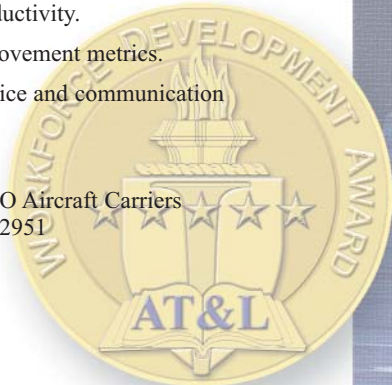 ductivity.
ovement metrics.
ice and communication
O Aircraft Carriers
2951
WORKFORCE DEVELOPMENT AWARD
AT&L